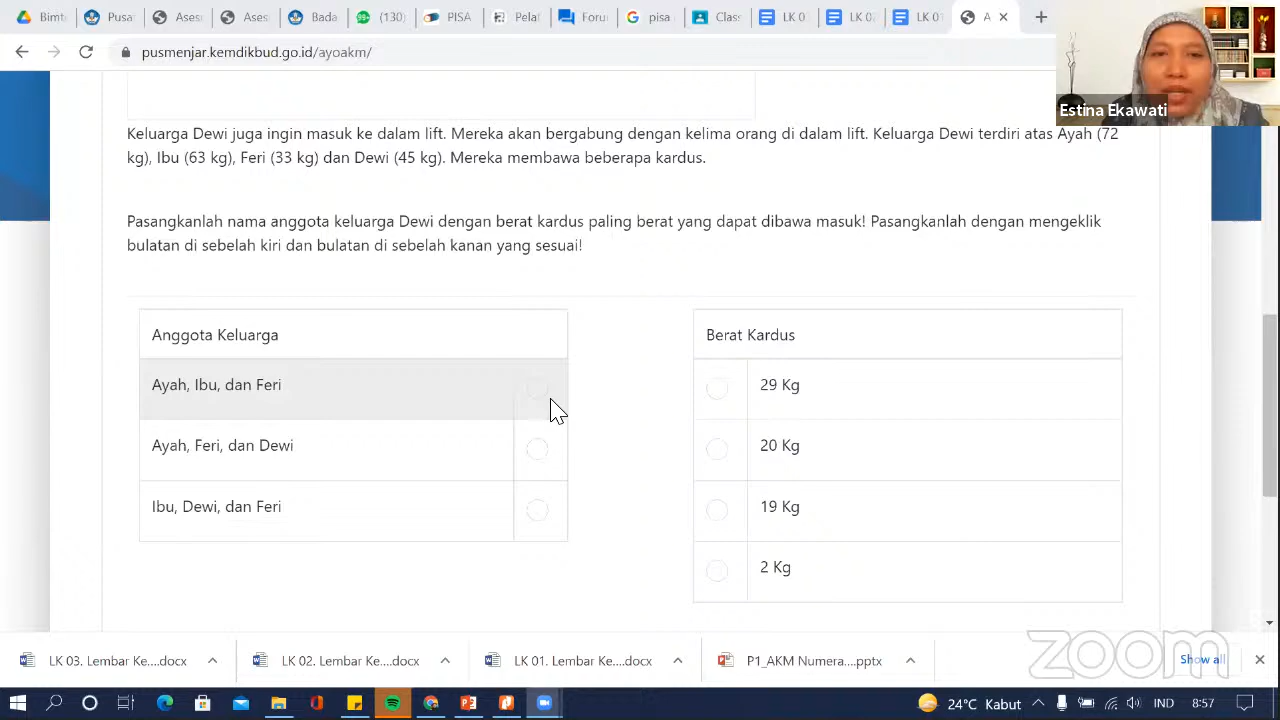 Bimte
Pusdi
Asesn
Asesn
Bada
(130)
PISA
Inb
Foru
pisa
Class
LK (
LK 0:
LK 0
pusmenjar.kemdikbud.go.id/ayoakm/
Estina Ekawati
Keluarga Dewi juga ingin masuk ke dalam lift. Mereka akan bergabung dengan kelima orang di dalam lift. Keluarga Dewi terdiri atas Ayah (72
kg), Ibu (63 kg), Feri (33 kg) dan Dewi (45 kg). Mereka membawa beberapa kardus.
Pasangkanlah nama anggota keluarga Dewi dengan berat kardus paling berat yang dapat dibawa masuk! Pasangkanlah dengan mengeklik
bulatan di sebelah kiri dan bulatan di sebelah kanan yang sesuai!
Anggota Keluarga
Berat Kardus
Ayah, Ibu, dan Feri
29 Kg
Ayah, Feri, dan Dewi
20 Kg
Ibu, Dewi, dan Feri
19 Kg
2 Kg
zoom
LK 03. Lembar Ke....docx
LK 02. Lembar Ke....docx
LK 01. Lembar Ke....docx
P1_AKM Numera....pptx
Show all
24°C Kabut
IND
8:57